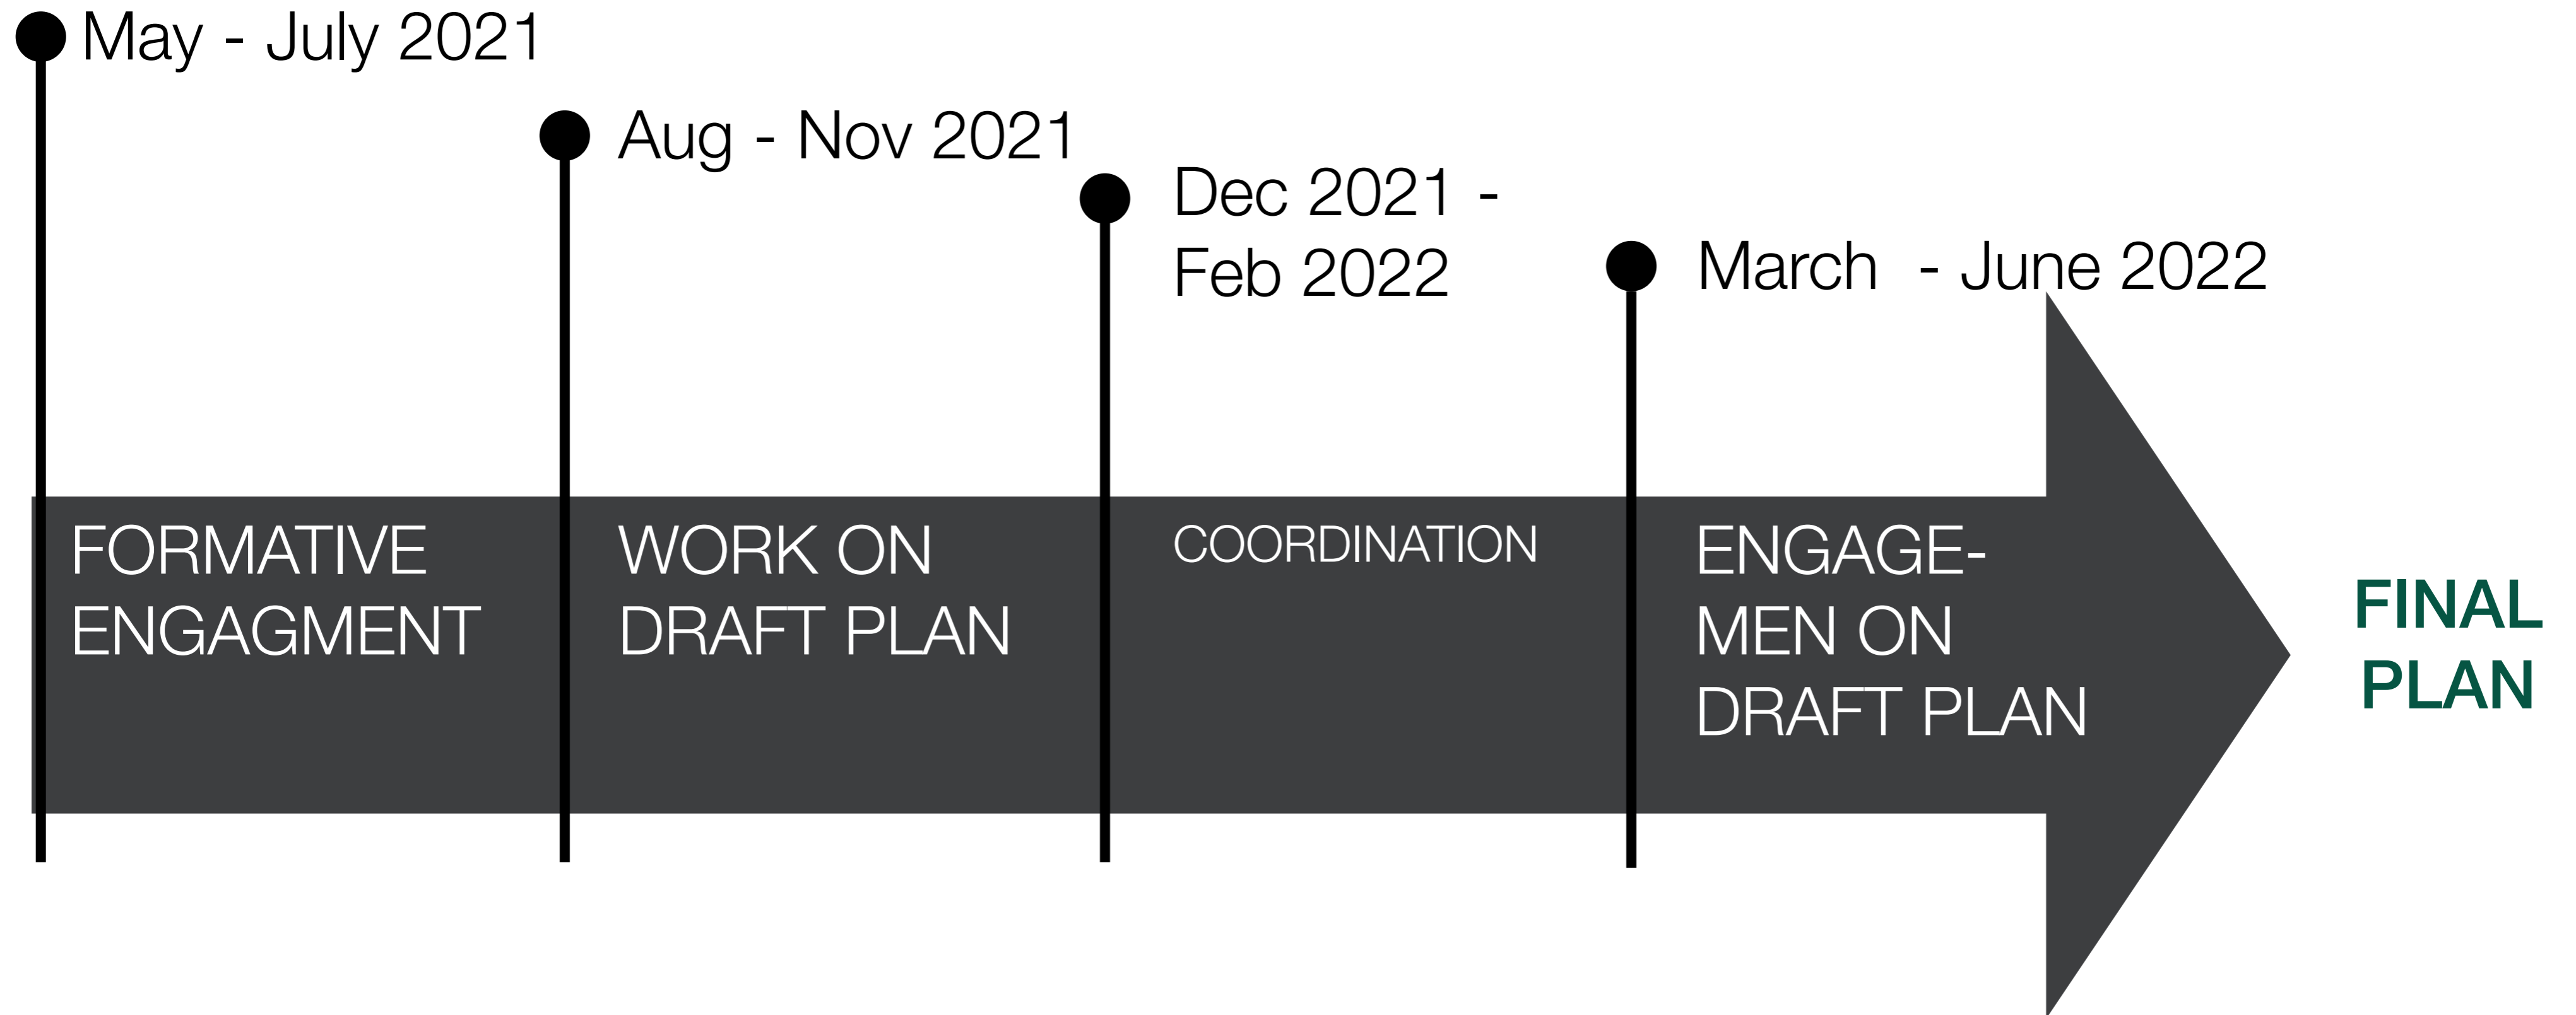 May - July 2021
Aug - Nov 2021
Dec 2021 -
Feb 2022
March  - June 2022
FORMATIVE
ENGAGMENT
WORK ON
DRAFT PLAN
COORDINATION
ENGAGE-
MEN ON
DRAFT PLAN
FINAL
PLAN